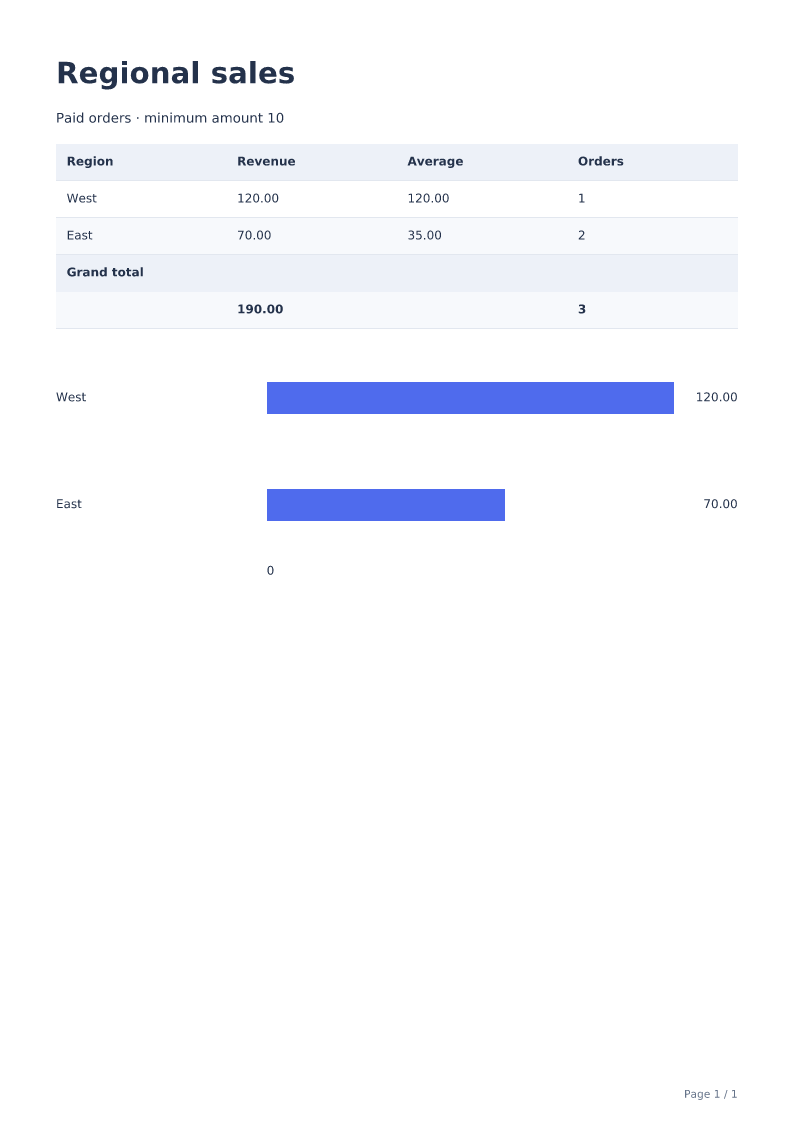 Regional sales
Paid orders · minimum amount 10
Region Revenue Average Orders
West 120.00 120.00 1
East 70.00 35.00 2
Grand total
190.00 3
West 120.00
East 70.00
0
Page 1 / 1